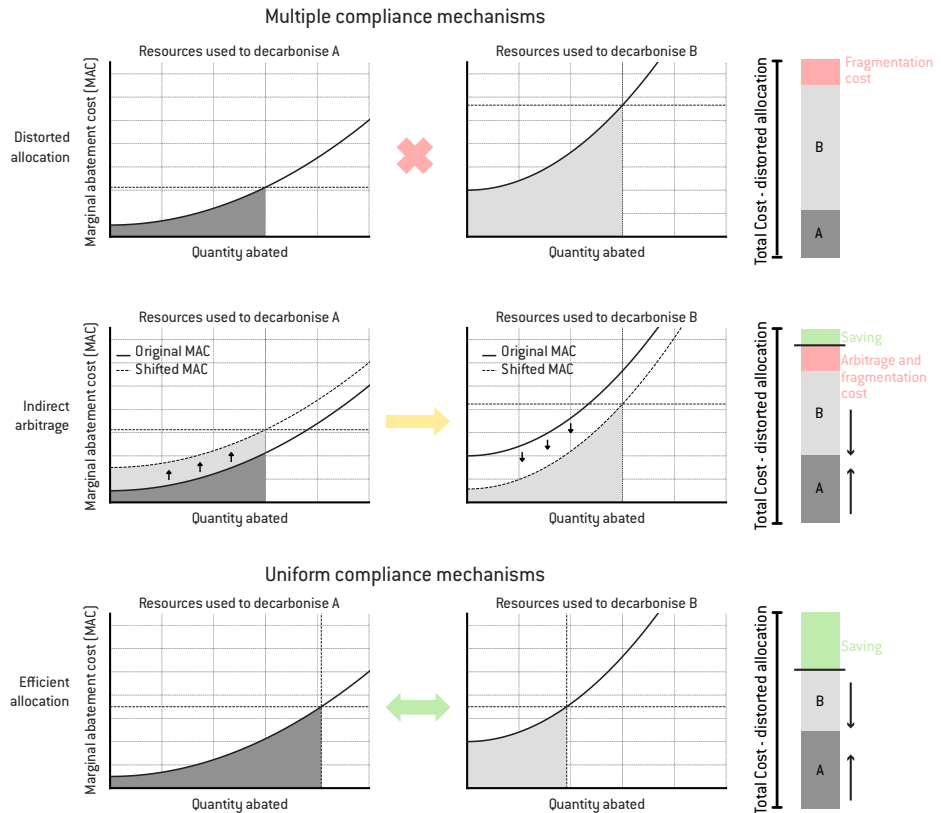 Multiple compliance mechanisms
Resources used to decarbonise A
Resources used to decarbonise B
Marginal abatement cost (MAC)
Distorted
allocation
Quantity abated
Quantity abated
Total Cost - distorted allocation
Fragmentation
cost
B
A
Resources used to decarbonise A
Resources used to decarbonise B
Marginal abatement cost (MAC)
Original MAC
Shifted MAC
Original MAC
Shifted MAC
Indirect
arbitrage
Quantity abated
Quantity abated
Total Cost - distorted allocation
Saving
Arbitrage and
fragmentation
cost
B
A
Uniform compliance mechanisms
Resources used to decarbonise A
Resources used to decarbonise B
Marginal abatement cost (MAC)
Efficient
allocation
Quantity abated
Quantity abated
Total Cost - distorted allocation
Saving
B
A